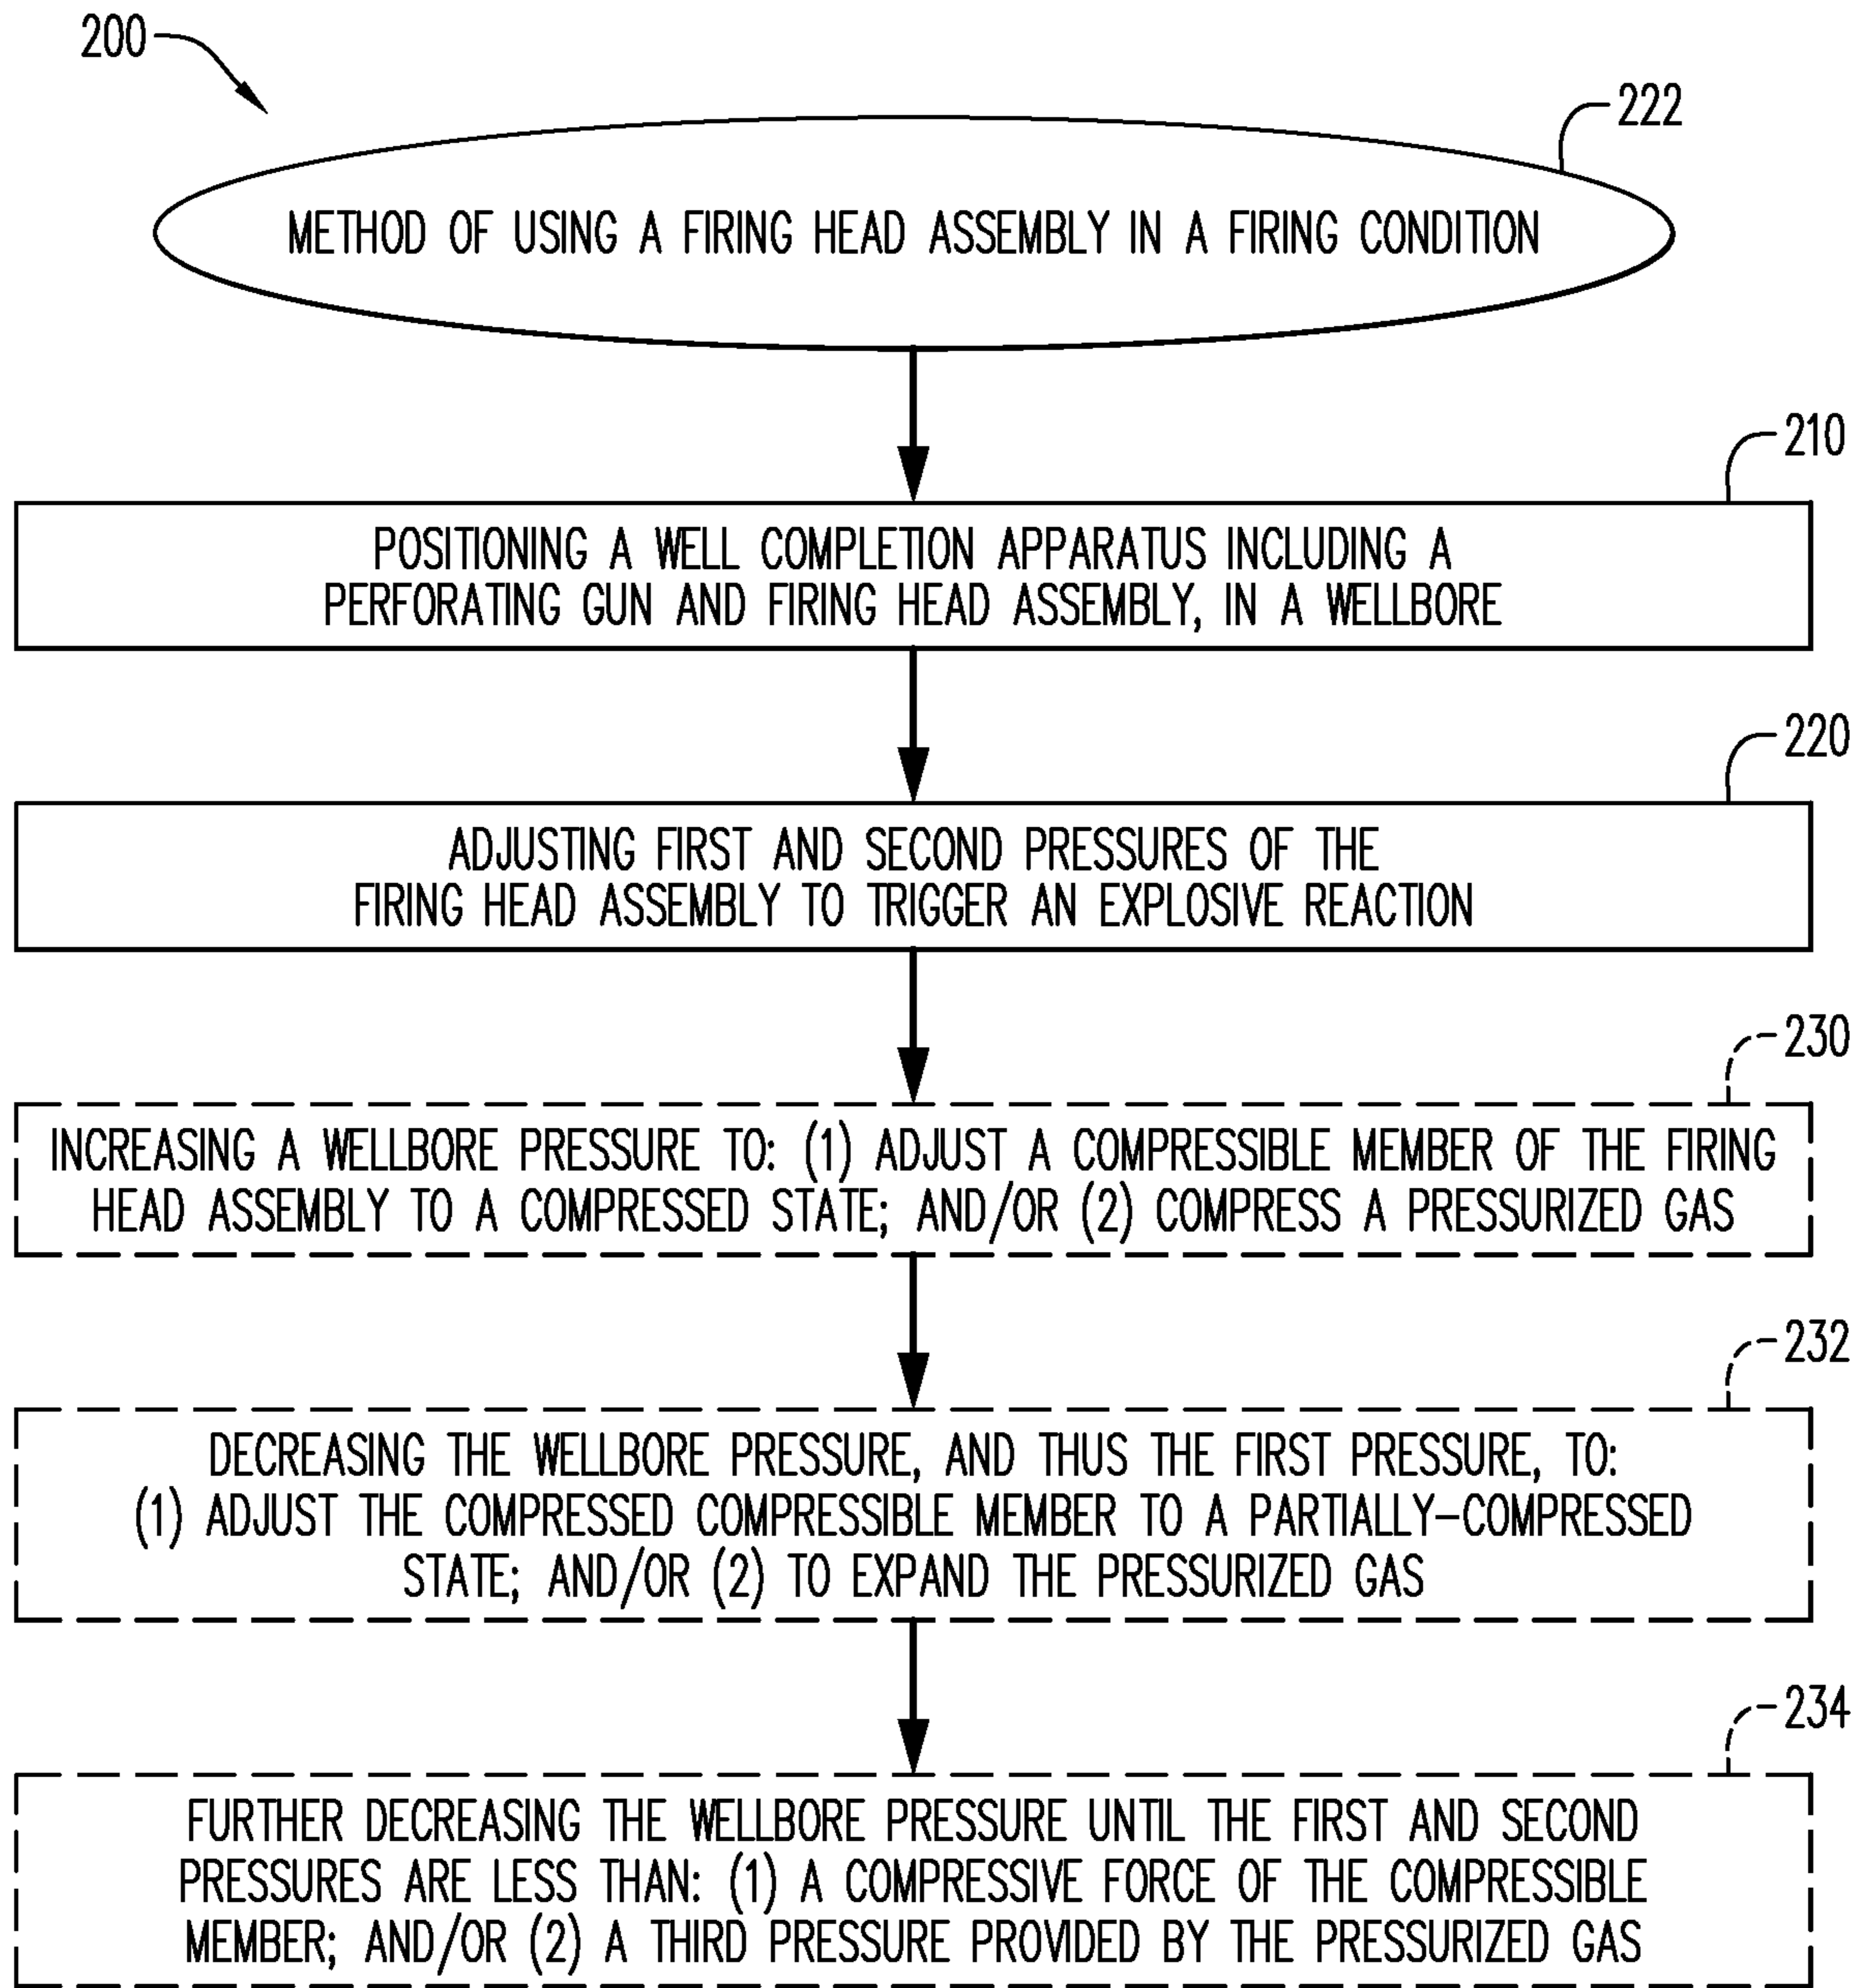 200
222
METHOD OF USING A FIRING HEAD ASSEMBLY IN A FIRING CONDITION
210
POSITIONING A WELL COMPLETION APPARATUS INCLUDING A
PERFORATING GUN AND FIRING HEAD ASSEMBLY, IN A WELLBORE
220
ADJUSTING FIRST AND SECOND PRESSURES OF THE
FIRING HEAD ASSEMBLY TO TRIGGER AN EXPLOSIVE REACTION
230
INCREASING A WELLBORE PRESSURE TO: (1) ADJUST A COMPRESSIBLE MEMBER OF THE FIRING
HEAD ASSEMBLY TO A COMPRESSED STATE; AND/OR (2) COMPRESS A PRESSURIZED GAS
232
DECREASING THE WELLBORE PRESSURE, AND THUS THE FIRST PRESSURE, TO:
(1) ADJUST THE COMPRESSED COMPRESSIBLE MEMBER TO A PARTIALLY-COMPRESSED
STATE; AND/OR (2) TO EXPAND THE PRESSURIZED GAS
234
FURTHER DECREASING THE WELLBORE PRESSURE UNTIL THE FIRST AND SECOND
PRESSURES ARE LESS THAN: (1) A COMPRESSIVE FORCE OF THE COMPRESSIBLE
MEMBER; AND/OR (2) A THIRD PRESSURE PROVIDED BY THE PRESSURIZED GAS